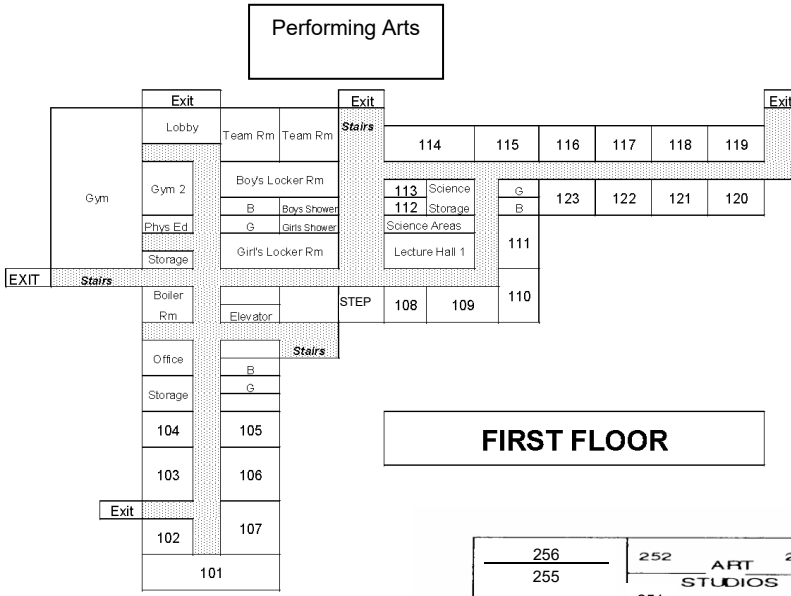 Performing Arts
Exit
Exit
Exit
Lobby
Team Rm
Team Rm
Stairs
114
115
116
117
118
119
Gym
Gym 2
Boy's Locker Rm
113
Science
G
123
122
121
120
B
Boys Shower
112
Storage
B
Phys Ed
G
Girls Shower
Science Areas
111
Storage
Girl's Locker Rm
Lecture Hall 1
EXIT
Stairs
Boiler
Rm
Elevator
STEP
108
109
110
Office
Stairs
B
Storage
G
104
105
FIRST FLOOR
103
106
Exit
102
107
101
256
255
252
ART
STUDIOS